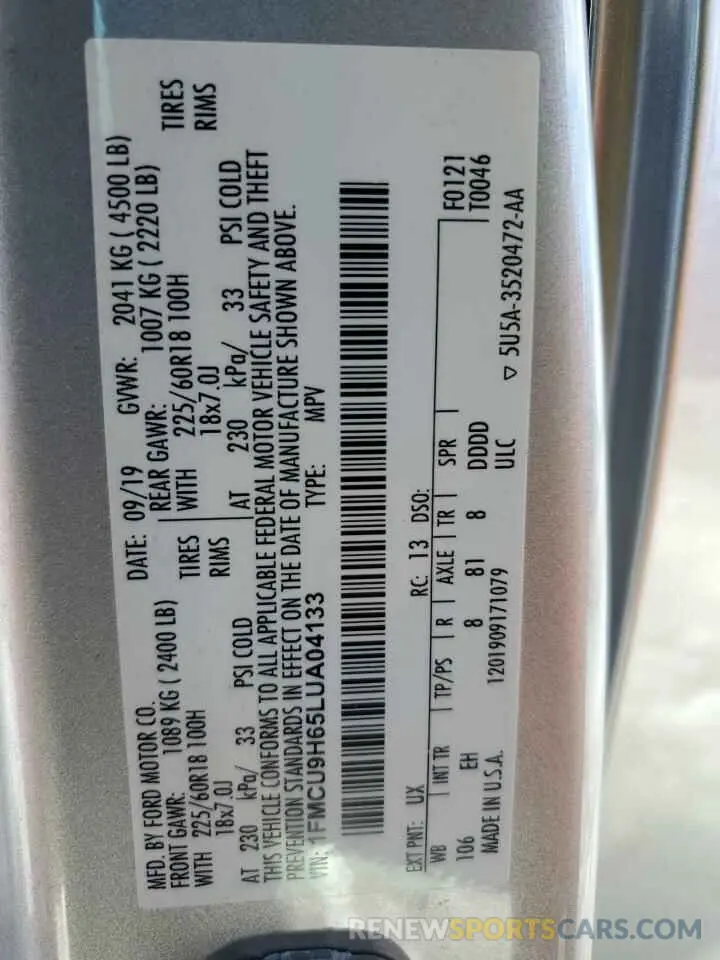 MFD. BY FORD MOTOR CO.
DATE: 09/19 GVWR: 2041 KG ( 4500 LB)
FRONT GAWR: 1089 KG ( 2400 LB) REAR GAWR: 1007 KG ( 2220 LB)
WITH 225/60R18 100H TIRES WITH 225/60R18 100H TIRES
18x7.0J RIMS 18x7.0J RIMS
AT 230 kPa/ 33 PSI COLD AT 230 kPa/ 33 PSI COLD
THIS VEHICLE CONFORMS TO ALL APPLICABLE FEDERAL MOTOR VEHICLE SAFETY AND THEFT
PREVENTION STANDARDS IN EFFECT ON THE DATE OF MANUFACTURE SHOWN ABOVE.
VIN: 1FMCU9H65LUA04133 TYPE: MPV
EXT PNT: UX RC: 13 DSO: F0121
WB INT TR TP/PS R AXLE TR SPR T0046
106 EH 8 81 8 DDDD
MADE IN U.S.A. 1201909171079 ULC ▽ 5U5A-3520472-AA
RENEWSPORTSCARS.COM